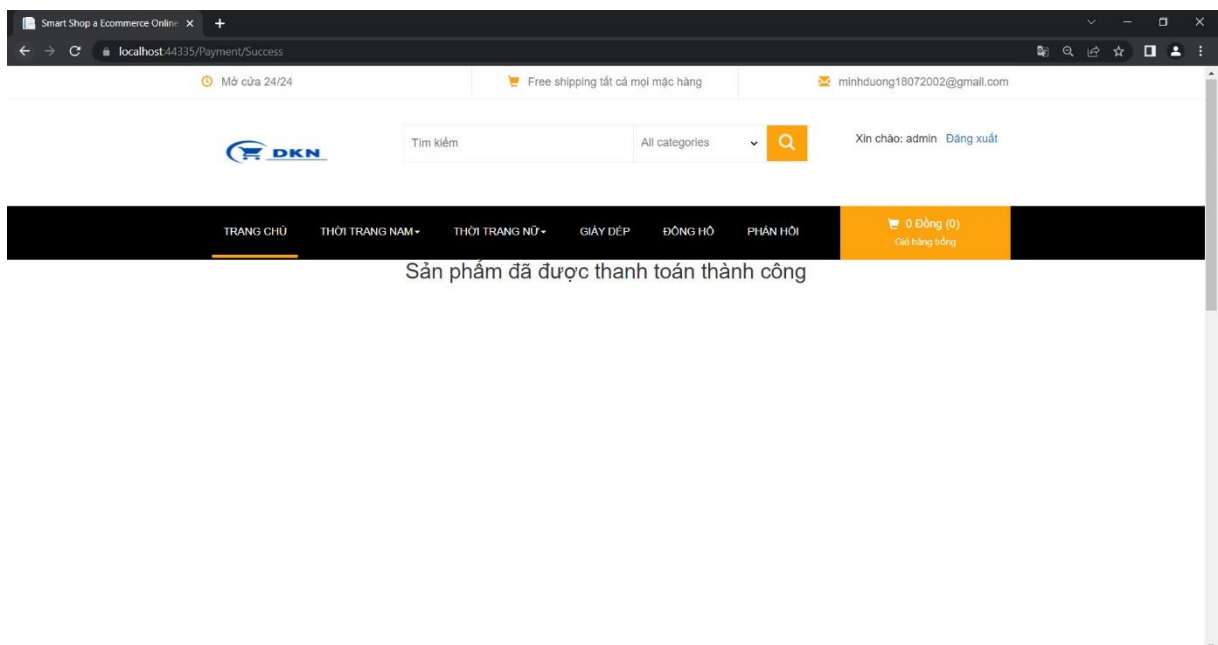 Smart Shop a Ecommerce Online
localhost:44335/Payment/Success
Mở cửa 24/24
Free shipping tất cả mọi mặc hàng
minhduong18072002@gmail.com
DKN
Tìm kiếm
All categories
Xin chào: admin Đăng xuất
TRANG CHỦ THỜI TRANG NAM THỜI TRANG NỮ GIÀY DÉP ĐỒNG HỒ PHẢN HỒI
0 Đồng (0)
Giỏ hàng trống
Sản phẩm đã được thanh toán thành công